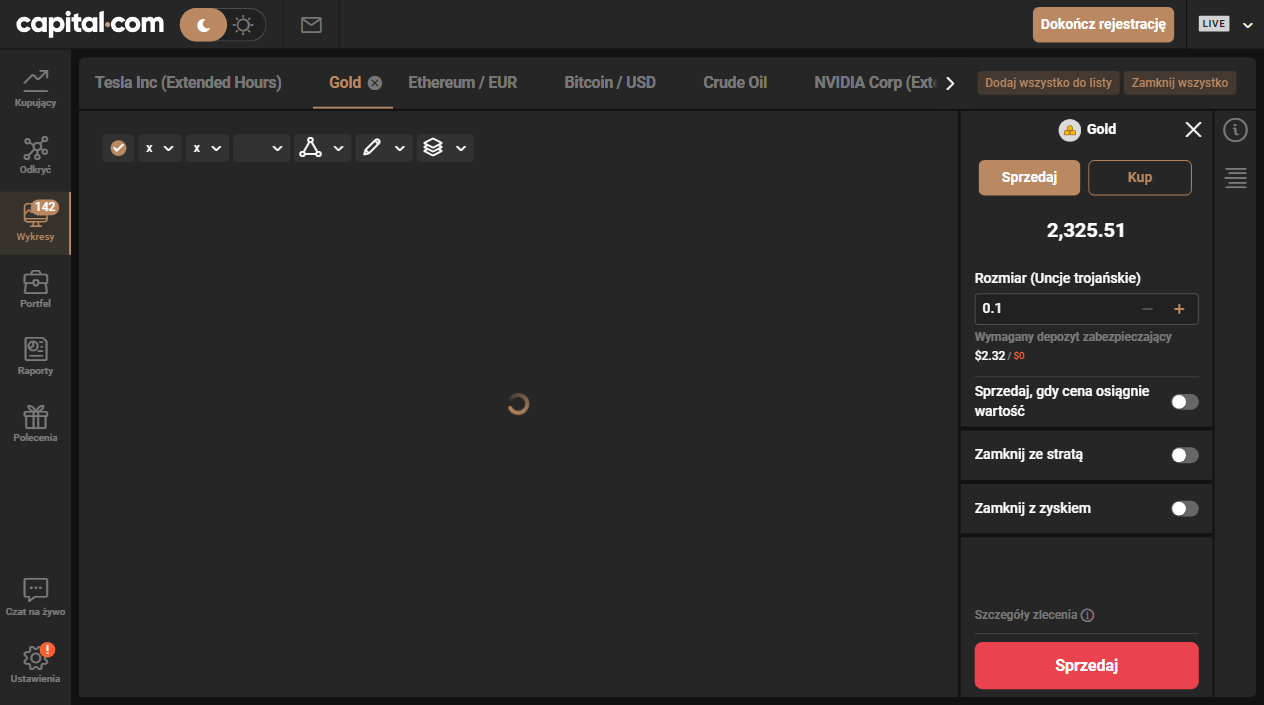 capital.com
Dokończ rejestrację
LIVE
Kupujący
Odkryć
142
Wykresy
Portfel
Raporty
Polecenia
Czat na żywo
!
Ustawienia
Tesla Inc (Extended Hours)
Gold
Ethereum / EUR
Bitcoin / USD
Crude Oil
NVIDIA Corp (Exte
Dodaj wszystko do listy
Zamknij wszystko
x
x
Gold
Sprzedaj
Kup
2,325.51
Rozmiar (Uncje trojańskie)
0.1
Wymagany depozyt zabezpieczający
$2.32 / $0
Sprzedaj, gdy cena osiągnie
wartość
Zamknij ze stratą
Zamknij z zyskiem
Szczegóły zlecenia
Sprzedaj